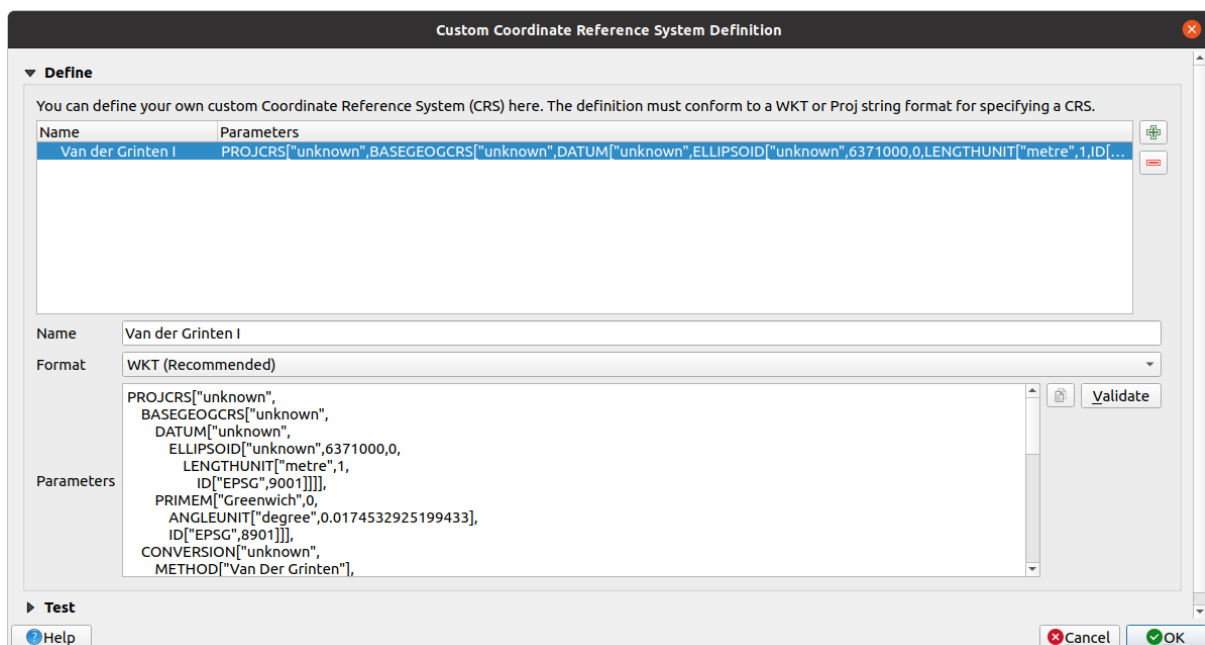 Custom Coordinate Reference System Definition
Define
You can define your own custom Coordinate Reference System (CRS) here. The definition must conform to a WKT or Proj string format for specifying a CRS.
Name Parameters
Van der Grinten I PROJCRS["unknown",BASEGEOGCRS["unknown",DATUM["unknown",ELLIPSOID["unknown",6371000,0,LENGTHUNIT["metre",1,ID[...
Name Van der Grinten I
Format WKT (Recommended)
PROJCRS["unknown", Validate
BASEGEOGCRS["unknown",
DATUM["unknown",
ELLIPSOID["unknown",6371000,0,
LENGTHUNIT["metre",1,
Parameters ID["EPSG",9001]]]],
PRIMEM["Greenwich",0,
ANGLEUNIT["degree",0.0174532925199433],
ID["EPSG",8901]]],
CONVERSION["unknown",
METHOD["Van Der Grinten"],
Test
Help Cancel OK